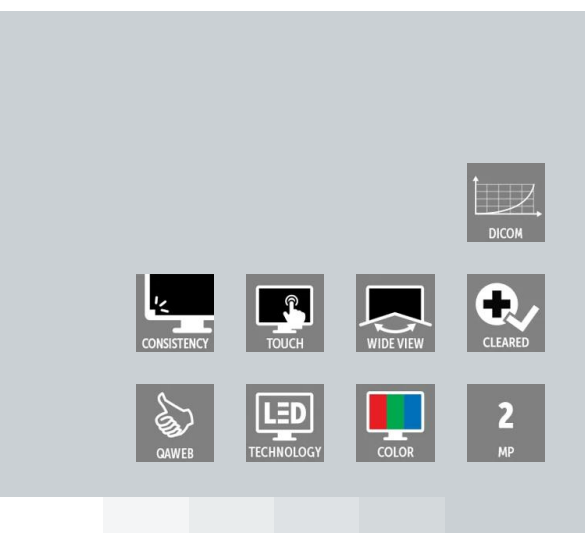 DICOM
CONSISTENCY
TOUCH
WIDE VIEW
CLEARED
QAWEB
LED
TECHNOLOGY
COLOR
2
MP